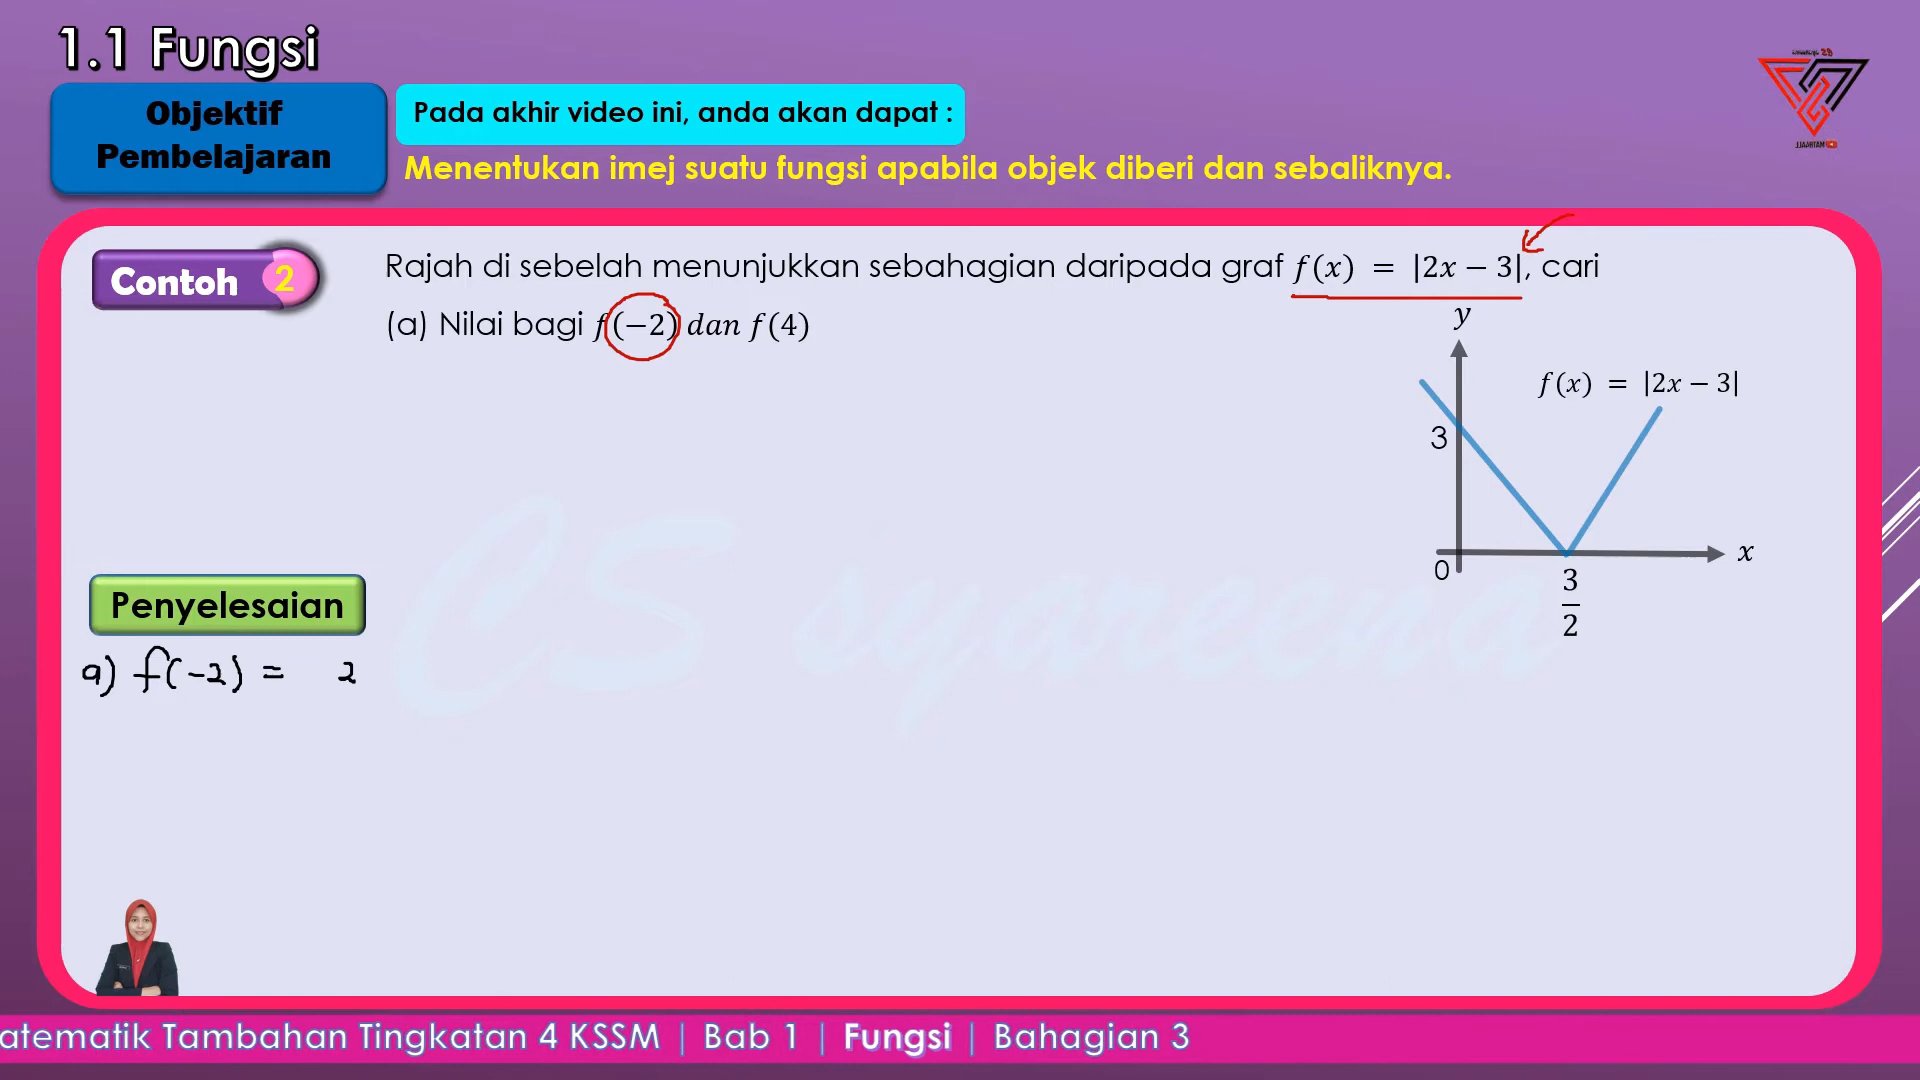 1.1 Fungsi
Objektif
Pembelajaran
Pada akhir video ini, anda akan dapat :
Menentukan imej suatu fungsi apabila objek diberi dan sebaliknya.
Contoh 2
Rajah di sebelah menunjukkan sebahagian daripada graf f(x) = |2x − 3|, cari
(a) Nilai bagi f(−2) dan f(4)
y
f(x) = |2x − 3|
3
0
x
3
2
Penyelesaian
a) f(-2) = 2
CS syareena
atematik Tambahan Tingkatan 4 KSSM | Bab 1 | Fungsi | Bahagian 3